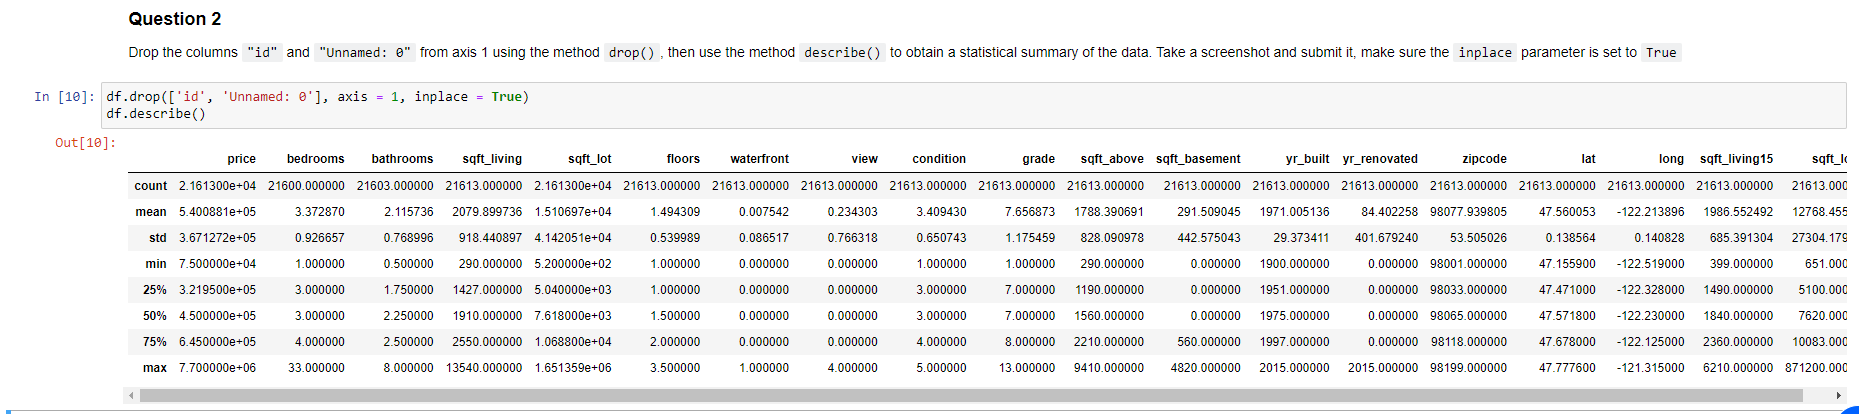 Question 2
Drop the columns "id" and "Unnamed: 0" from axis 1 using the method drop() , then use the method describe() to obtain a statistical summary of the data. Take a screenshot and submit it, make sure the inplace parameter is set to True
In [10]: df.drop(['id', 'Unnamed: 0'], axis = 1, inplace = True)
df.describe()
Out[10]:
price bedrooms bathrooms sqft_living sqft_lot floors waterfront view condition grade sqft_above sqft_basement yr_built yr_renovated zipcode lat long sqft_living15 sqft_lo
count 2.161300e+04 21600.000000 21603.000000 21613.000000 2.161300e+04 21613.000000 21613.000000 21613.000000 21613.000000 21613.000000 21613.000000 21613.000000 21613.000000 21613.000000 21613.000000 21613.000000 21613.000000 21613.000000 21613.000
mean 5.400881e+05 3.372870 2.115736 2079.899736 1.510697e+04 1.494309 0.007542 0.234303 3.409430 7.656873 1788.390691 291.509045 1971.005136 84.402258 98077.939805 47.560053 -122.213896 1986.552492 12768.455
std 3.671272e+05 0.926657 0.768996 918.440897 4.142051e+04 0.539989 0.086517 0.766318 0.650743 1.175459 828.090978 442.575043 29.373411 401.679240 53.505026 0.138564 0.140828 685.391304 27304.179
min 7.500000e+04 1.000000 0.500000 290.000000 5.200000e+02 1.000000 0.000000 0.000000 1.000000 1.000000 290.000000 0.000000 1900.000000 0.000000 98001.000000 47.155900 -122.519000 399.000000 651.000
25% 3.219500e+05 3.000000 1.750000 1427.000000 5.040000e+03 1.000000 0.000000 0.000000 3.000000 7.000000 1190.000000 0.000000 1951.000000 0.000000 98033.000000 47.471000 -122.328000 1490.000000 5100.000
50% 4.500000e+05 3.000000 2.250000 1910.000000 7.618000e+03 1.500000 0.000000 0.000000 3.000000 7.000000 1560.000000 0.000000 1975.000000 0.000000 98065.000000 47.571800 -122.230000 1840.000000 7620.000
75% 6.450000e+05 4.000000 2.500000 2550.000000 1.068800e+04 2.000000 0.000000 0.000000 4.000000 8.000000 2210.000000 560.000000 1997.000000 0.000000 98118.000000 47.678000 -122.125000 2360.000000 10083.000
max 7.700000e+06 33.000000 8.000000 13540.000000 1.651359e+06 3.500000 1.000000 4.000000 5.000000 13.000000 9410.000000 4820.000000 2015.000000 2015.000000 98199.000000 47.777600 -121.315000 6210.000000 871200.000